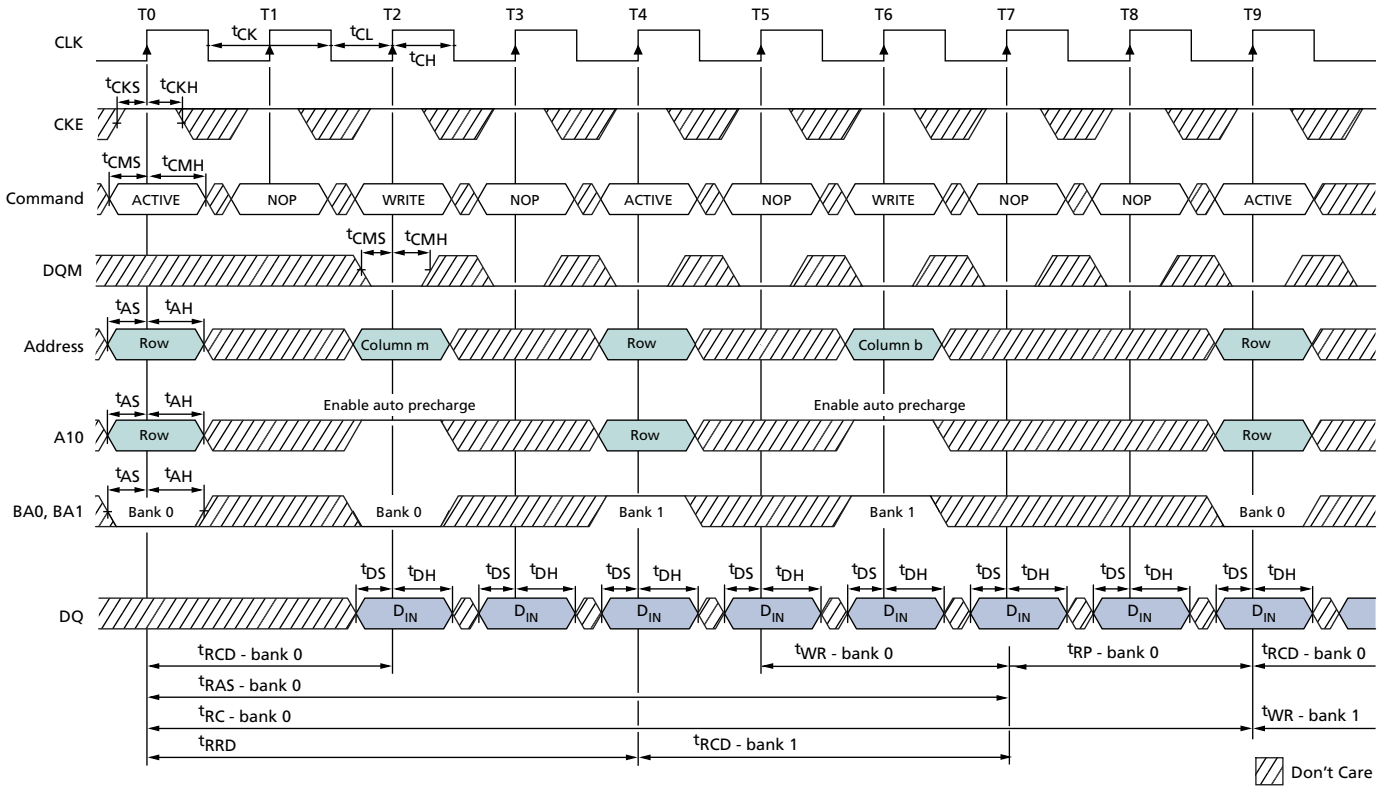 T0 T1 T2 T3 T4 T5 T6 T7 T8 T9
CLK
tCK tCL
tCH
tCKS tCKH
CKE
tCMS tCMH
Command ACTIVE NOP WRITE NOP ACTIVE NOP WRITE NOP NOP ACTIVE
tCMS tCMH
DQM
tAS tAH
Address Row Column m Row Column b Row
tAS tAH Enable auto precharge Enable auto precharge
A10 Row Row Row
tAS tAH
BA0, BA1 Bank 0 Bank 0 Bank 1 Bank 1 Bank 0
tDS tDH tDS tDH tDS tDH tDS tDH tDS tDH tDS tDH tDS tDH tDS tDH
DQ DIN DIN DIN DIN DIN DIN DIN DIN
tRCD - bank 0 tWR - bank 0 tRP - bank 0 tRCD - bank 0
tRAS - bank 0
tRC - bank 0 tWR - bank 1
tRRD tRCD - bank 1
Don't Care